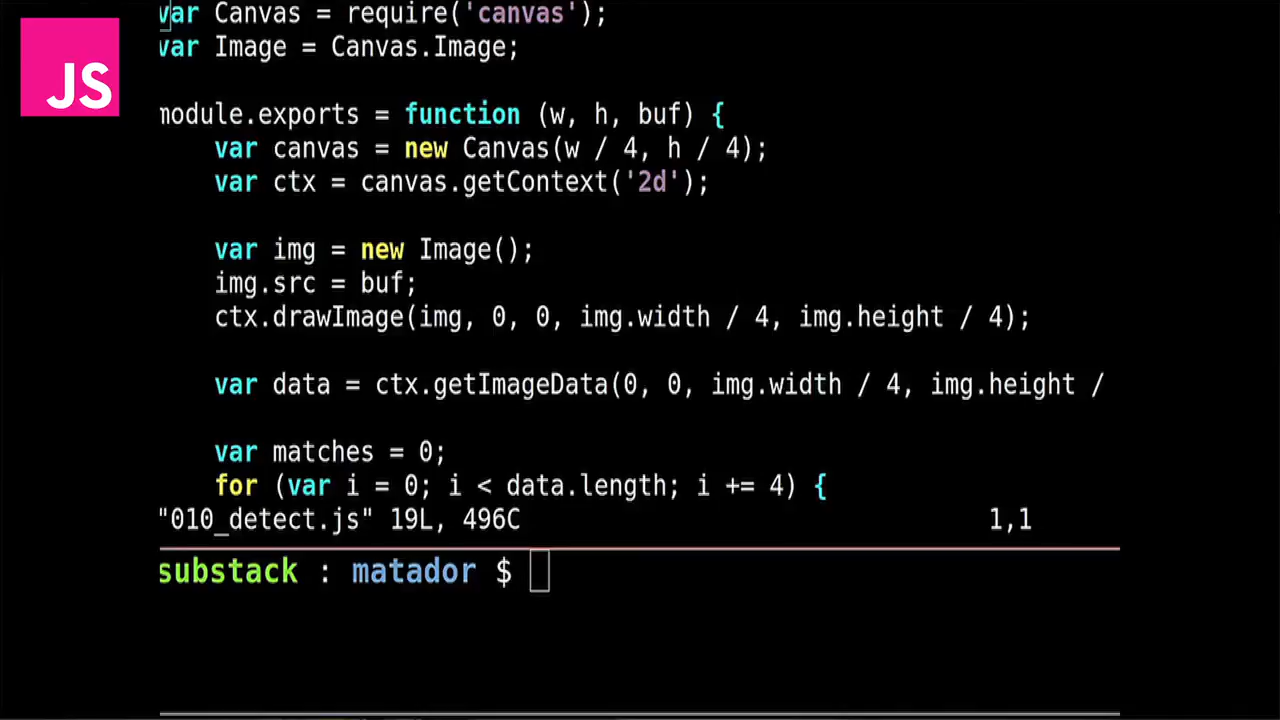 JS
var Canvas = require('canvas');
var Image = Canvas.Image;
module.exports = function (w, h, buf) {
var canvas = new Canvas(w / 4, h / 4);
var ctx = canvas.getContext('2d');
var img = new Image();
img.src = buf;
ctx.drawImage(img, 0, 0, img.width / 4, img.height / 4);
var data = ctx.getImageData(0, 0, img.width / 4, img.height /
var matches = 0;
for (var i = 0; i < data.length; i += 4) {
"010_detect.js" 19L, 496C 1,1
substack : matador $